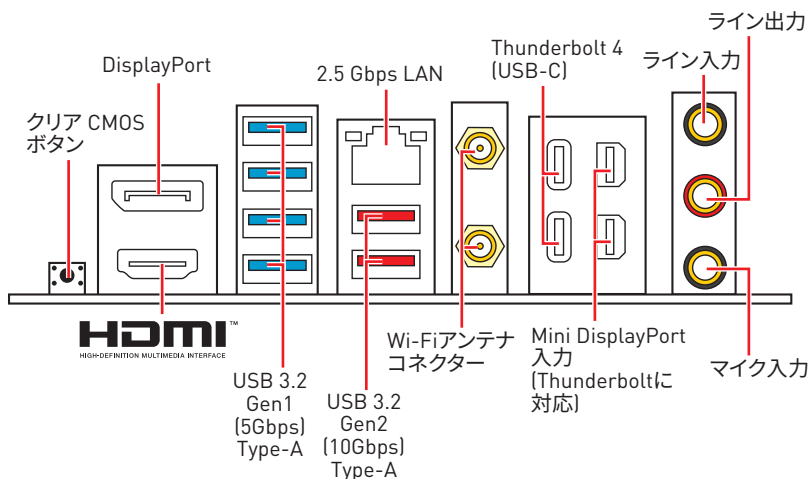 ライン出力
Thunderbolt 4
(USB-C)
ライン入力
DisplayPort
2.5 Gbps LAN
クリア CMOS
ボタン
HDMI™
HIGH-DEFINITION MULTIMEDIA INTERFACE
Wi-Fiアンテナ
コネクター
Mini DisplayPort
入力
(Thunderboltに
対応)
マイク入力
USB 3.2
Gen1
(5Gbps)
Type-A
USB 3.2
Gen2
(10Gbps)
Type-A